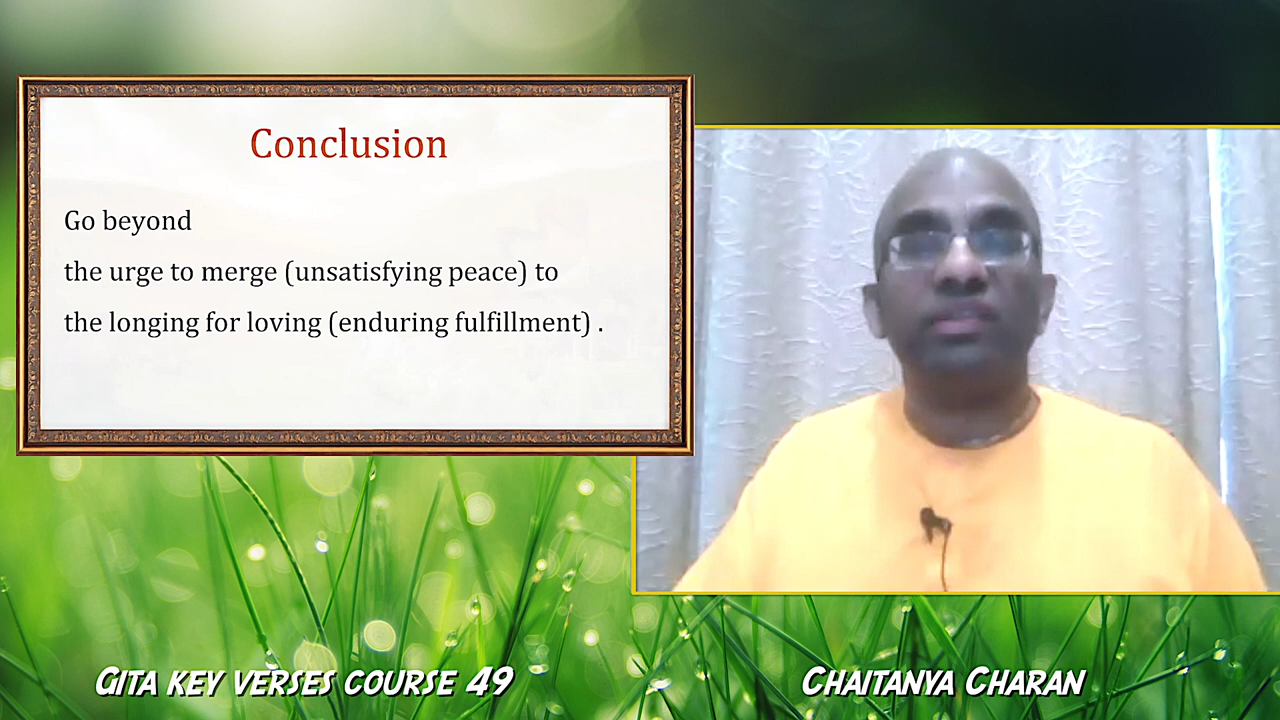 Conclusion
Go beyond
the urge to merge (unsatisfying peace) to
the longing for loving (enduring fulfillment) .
GITA KEY VERSES COURSE 49
CHAITANYA CHARAN